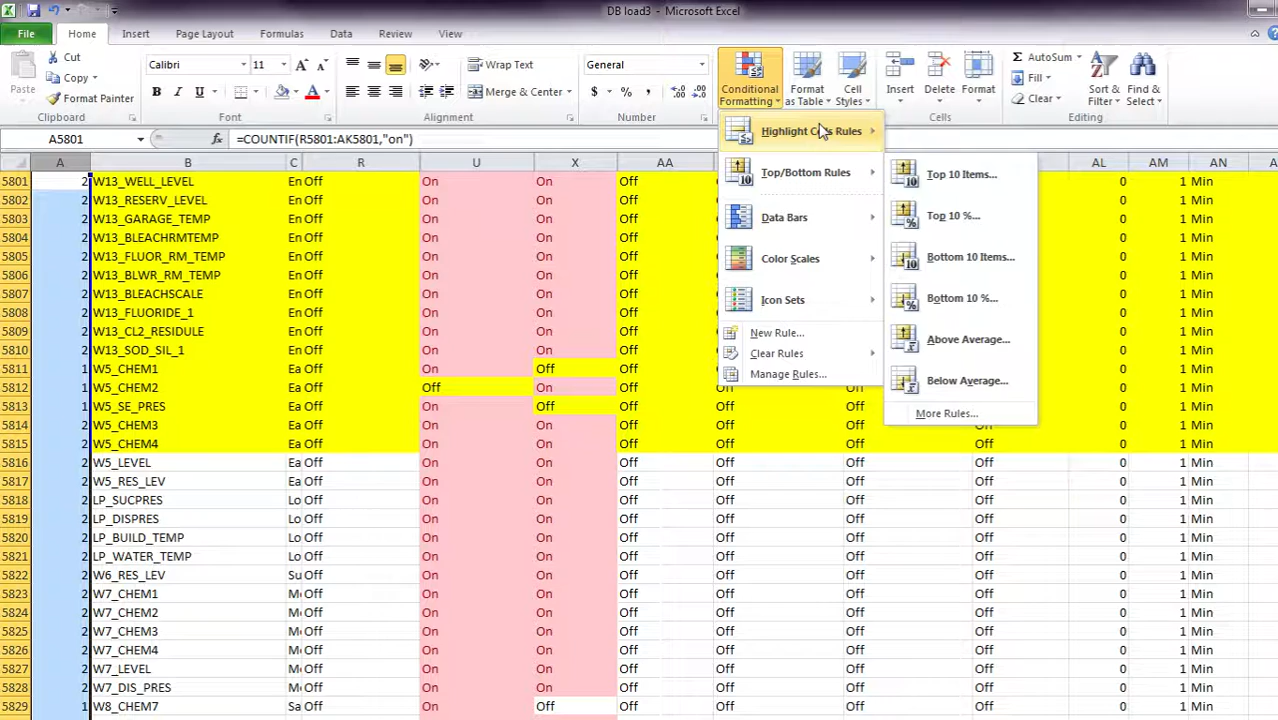 DB load3 - Microsoft Excel
File Home Insert Page Layout Formulas Data Review View
Paste Cut Copy Format Painter Clipboard
Calibri 11 A A B I U A Font
Wrap Text Merge & Center Alignment
General $ % , .0 .00 .00 .0 Number
Conditional Formatting Format as Table Cell Styles
Insert Delete Format Cells
Σ AutoSum Fill Clear Sort & Filter Find & Select Editing
A5801 fx =COUNTIF(R5801:AK5801,"on")
Highlight Cells Rules
Top/Bottom Rules
Data Bars
Color Scales
Icon Sets
New Rule...
Clear Rules
Manage Rules...
Top 10 Items...
Top 10 %...
Bottom 10 Items...
Bottom 10 %...
Above Average...
Below Average...
More Rules...
A B C R U X AA AL AM AN A
5801 2 W13_WELL_LEVEL En Off On On Off 0 1 Min
5802 2 W13_RESERV_LEVEL En Off On On Off 0 1 Min
5803 2 W13_GARAGE_TEMP En Off On On Off 0 1 Min
5804 2 W13_BLEACHRMTEMP En Off On On Off 0 1 Min
5805 2 W13_FLUOR_RM_TEMP En Off On On Off 0 1 Min
5806 2 W13_BLWR_RM_TEMP En Off On On Off 0 1 Min
5807 2 W13_BLEACHSCALE En Off On On Off 0 1 Min
5808 2 W13_FLUORIDE_1 En Off On On Off 0 1 Min
5809 2 W13_CL2_RESIDULE En Off On On Off 0 1 Min
5810 2 W13_SOD_SIL_1 En Off On On Off 0 1 Min
5811 1 W5_CHEM1 Ea Off On Off Off 0 1 Min
5812 1 W5_CHEM2 Ea Off Off On Off Off Off 0 1 Min
5813 1 W5_SE_PRES Ea Off On Off Off Off Off 0 1 Min
5814 2 W5_CHEM3 Ea Off On On Off Off Off Off 0 1 Min
5815 2 W5_CHEM4 Ea Off On On Off Off Off Off 0 1 Min
5816 2 W5_LEVEL Ea Off On On Off Off Off Off 0 1 Min
5817 2 W5_RES_LEV Ea Off On On Off Off Off Off 0 1 Min
5818 2 LP_SUCPRES Lo Off On On Off Off Off Off 0 1 Min
5819 2 LP_DISPRES Lo Off On On Off Off Off Off 0 1 Min
5820 2 LP_BUILD_TEMP Lo Off On On Off Off Off Off 0 1 Min
5821 2 LP_WATER_TEMP Lo Off On On Off Off Off Off 0 1 Min
5822 2 W6_RES_LEV Su Off On On Off Off Off Off 0 1 Min
5823 2 W7_CHEM1 Off On On Off Off Off Off 0 1 Min
5824 2 W7_CHEM2 Off On On Off Off Off Off 0 1 Min
5825 2 W7_CHEM3 Off On On Off Off Off Off 0 1 Min
5826 2 W7_CHEM4 Off On On Off Off Off Off 0 1 Min
5827 2 W7_LEVEL Off On On Off Off Off Off 0 1 Min
5828 2 W7_DIS_PRES Off On On Off Off Off Off 0 1 Min
5829 1 W8_CHEM7 Sa Off On Off Off Off Off Off 0 1 Min